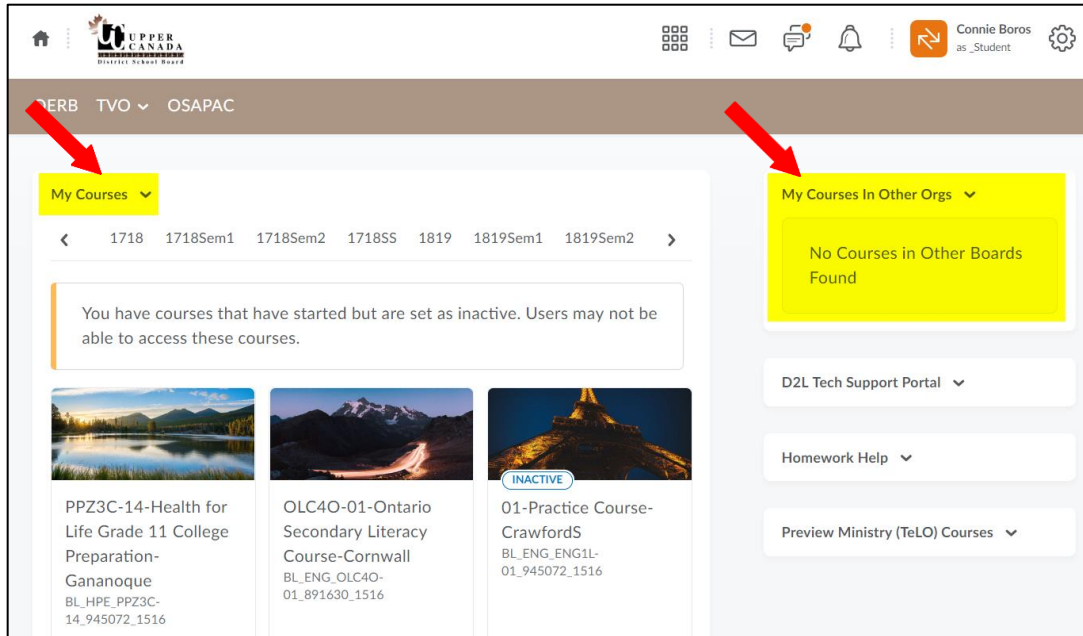 UPPER
CANADA
District School Board
Connie Boros
as _Student
DERB TVO OSAPAC
My Courses
1718 1718Sem1 1718Sem2 1718SS 1819 1819Sem1 1819Sem2
You have courses that have started but are set as inactive. Users may not be
able to access these courses.
PPZ3C-14-Health for
Life Grade 11 College
Preparation-
Gananoque
BL_HPE_PPZ3C-
14_945072_1516
OLC4O-01-Ontario
Secondary Literacy
Course-Cornwall
BL_ENG_OLC4O-
01_891630_1516
INACTIVE
01-Practice Course-
CrawfordS
BL_ENG_ENG1L-
01_945072_1516
My Courses In Other Orgs
No Courses in Other Boards
Found
D2L Tech Support Portal
Homework Help
Preview Ministry (TeLO) Courses